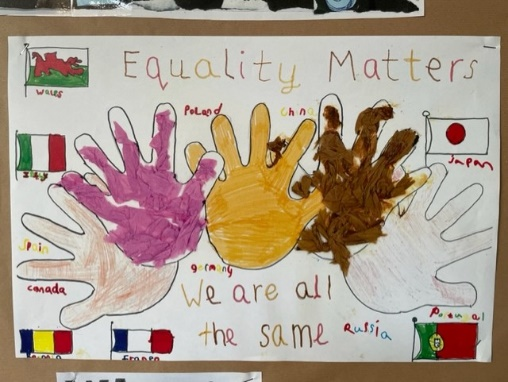 Equality Matters
Wales
Poland
China
Italy
Japan
Spain
Canada
germany
We are all
the same
Russia
Portugal
France